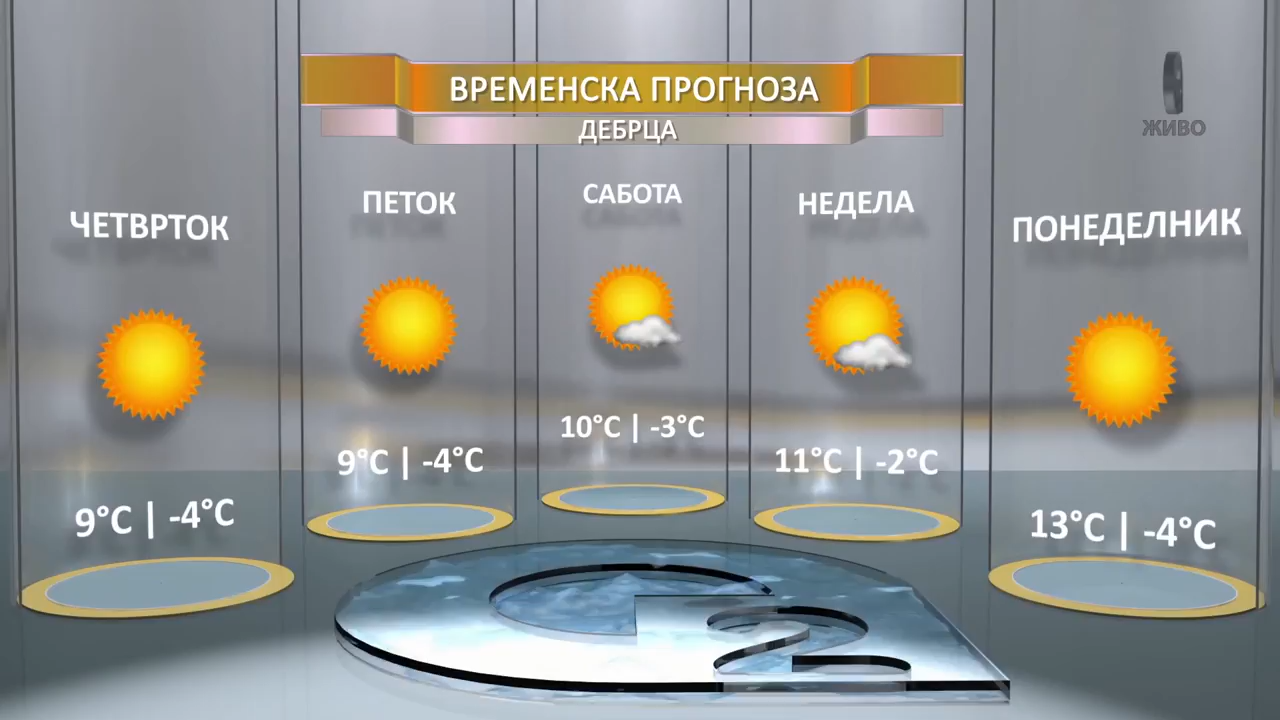 ВРЕМЕНСКА ПРОГНОЗА
ДЕБРЦА
ЖИВО
ЧЕТВРТОК
9°C | -4°C
ПЕТОК
9°C | -4°C
САБОТА
10°C | -3°C
НЕДЕЛА
11°C | -2°C
ПОНЕДЕЛНИК
13°C | -4°C
2